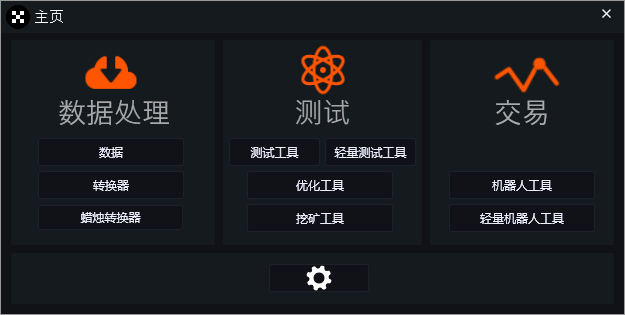 主页
数据处理
数据
转换器
蜡烛转换器
测试
测试工具 轻量测试工具
优化工具
挖矿工具
交易
机器人工具
轻量机器人工具